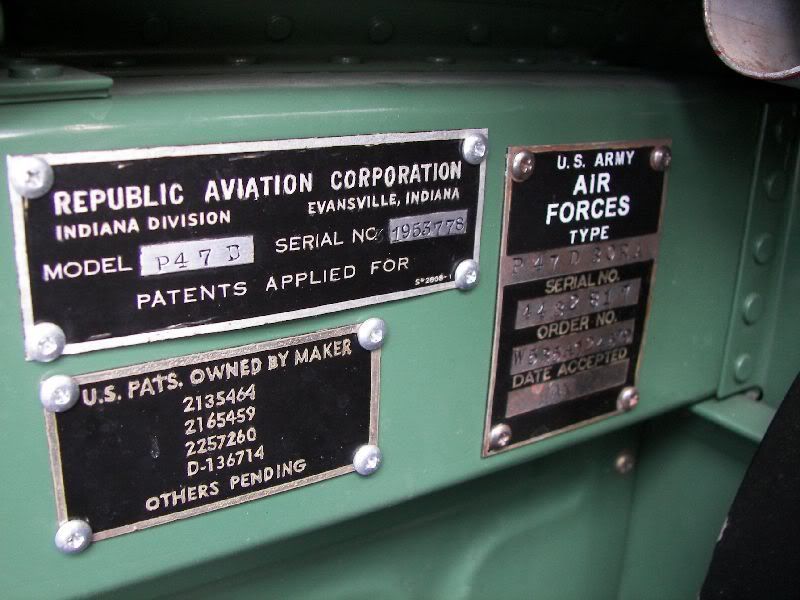 REPUBLIC AVIATION CORPORATION
INDIANA DIVISION EVANSVILLE, INDIANA
MODEL P47D SERIAL NO. 1953778
PATENTS APPLIED FOR
U.S. PATS. OWNED BY MAKER
2135464
2165459
2257260
D-136714
OTHERS PENDING
U.S. ARMY
AIR
FORCES
TYPE
P47D30RA
SERIAL NO.
ORDER NO.
DATE ACCEPTED